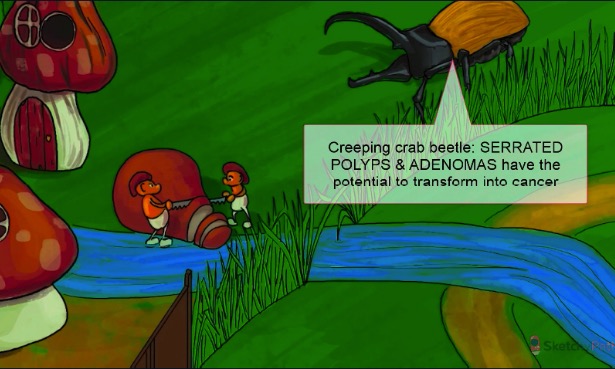 Creeping crab beetle: SERRATED
POLYPS & ADENOMAS have the
potential to transform into cancer